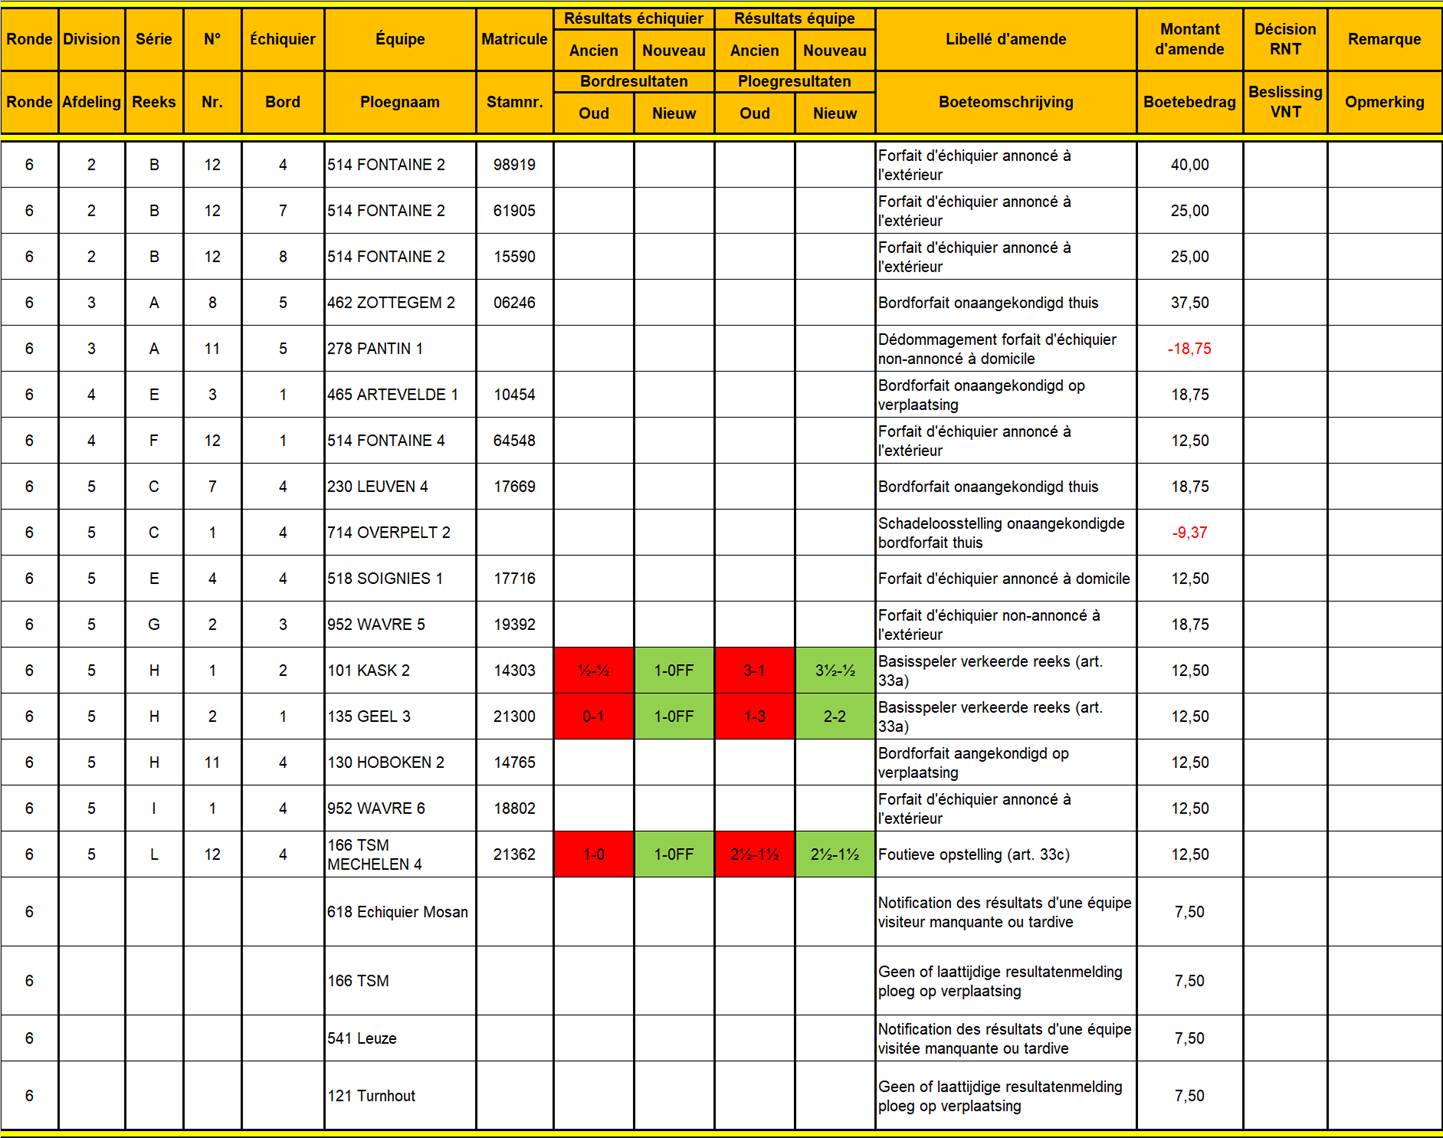 Ronde Division Série N° Échiquier Équipe Matricule Résultats échiquier Résultats équipe Libellé d'amende Montant d'amende Décision RNT Remarque
Ancien Nouveau Ancien Nouveau
Ronde Afdeling Reeks Nr. Bord Ploegnaam Stamnr. Bordresultaten Ploegresultaten Boeteomschrijving Boetebedrag Beslissing VNT Opmerking
Oud Nieuw Oud Nieuw
6 2 B 12 4 514 FONTAINE 2 98919 Forfait d'échiquier annoncé à l'extérieur 40,00
6 2 B 12 7 514 FONTAINE 2 61905 Forfait d'échiquier annoncé à l'extérieur 25,00
6 2 B 12 8 514 FONTAINE 2 15590 Forfait d'échiquier annoncé à l'extérieur 25,00
6 3 A 8 5 462 ZOTTEGEM 2 06246 Bordforfait onaangekondigd thuis 37,50
6 3 A 11 5 278 PANTIN 1 Dédommagement forfait d'échiquier non-annoncé à domicile -18,75
6 4 E 3 1 465 ARTEVELDE 1 10454 Bordforfait onaangekondigd op verplaatsing 18,75
6 4 F 12 1 514 FONTAINE 4 64548 Forfait d'échiquier annoncé à l'extérieur 12,50
6 5 C 7 4 230 LEUVEN 4 17669 Bordforfait onaangekondigd thuis 18,75
6 5 C 1 4 714 OVERPELT 2 Schadeloosstelling onaangekondigde bordforfait thuis -9,37
6 5 E 4 4 518 SOIGNIES 1 17716 Forfait d'échiquier annoncé à domicile 12,50
6 5 G 2 3 952 WAVRE 5 19392 Forfait d'échiquier non-annoncé à l'extérieur 18,75
6 5 H 1 2 101 KASK 2 14303 ½-½ 1-0FF 3-1 3½-½ Basisspeler verkeerde reeks (art. 33a) 12,50
6 5 H 2 1 135 GEEL 3 21300 0-1 1-0FF 1-3 2-2 Basisspeler verkeerde reeks (art. 33a) 12,50
6 5 H 11 4 130 HOBOKEN 2 14765 Bordforfait aangekondigd op verplaatsing 12,50
6 5 I 1 4 952 WAVRE 6 18802 Forfait d'échiquier annoncé à l'extérieur 12,50
6 5 L 12 4 166 TSM MECHELEN 4 21362 1-0 1-0FF 2½-1½ 2½-1½ Foutieve opstelling (art. 33c) 12,50
6 618 Echiquier Mosan Notification des résultats d'une équipe visiteur manquante ou tardive 7,50
6 166 TSM Geen of laattijdige resultatenmelding ploeg op verplaatsing 7,50
6 541 Leuze Notification des résultats d'une équipe visitée manquante ou tardive 7,50
6 121 Turnhout Geen of laattijdige resultatenmelding ploeg op verplaatsing 7,50